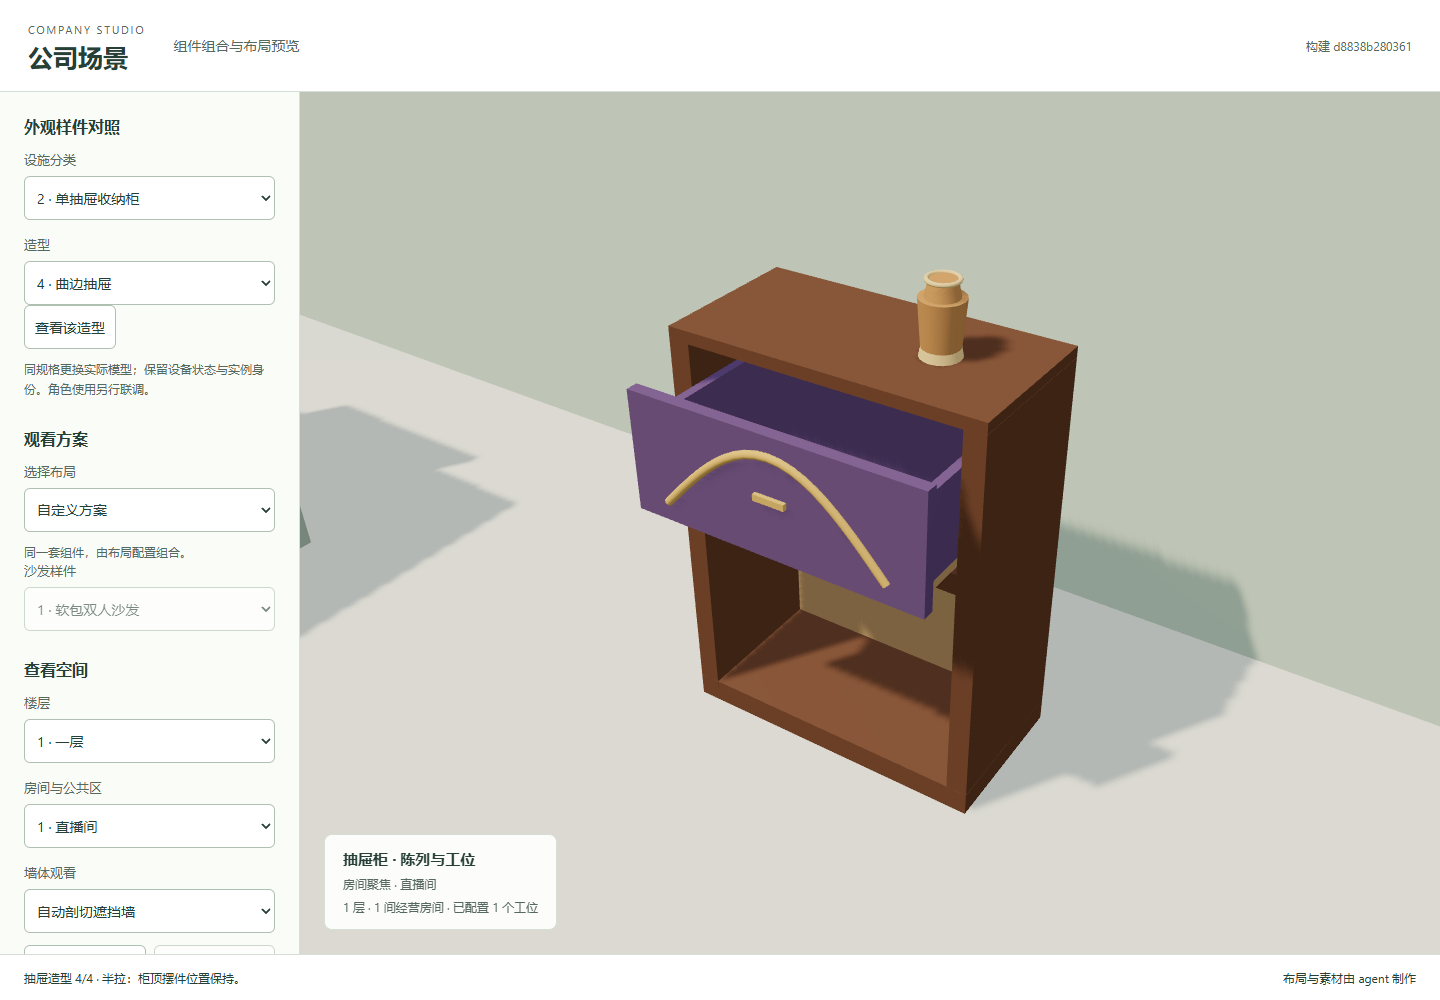 COMPANY STUDIO
公司场景
组件组合与布局预览
构建 d8838b280361
外观样件对照
设施分类
2 · 单抽屉收纳柜
造型
4 · 曲边抽屉
查看该造型
同规格更换实际模型；保留设备状态与实例身
份。角色使用另行联调。
观看方案
选择布局
自定义方案
同一套组件，由布局配置组合。
沙发样件
1 · 软包双人沙发
查看空间
楼层
1 · 一层
房间与公共区
1 · 直播间
墙体观看
自动剖切遮挡墙
抽屉柜 · 陈列与工位
房间聚焦 · 直播间
1 层 · 1 间经营房间 · 已配置 1 个工位
抽屉造型 4/4 · 半拉：柜顶摆件位置保持。
布局与素材由 agent 制作